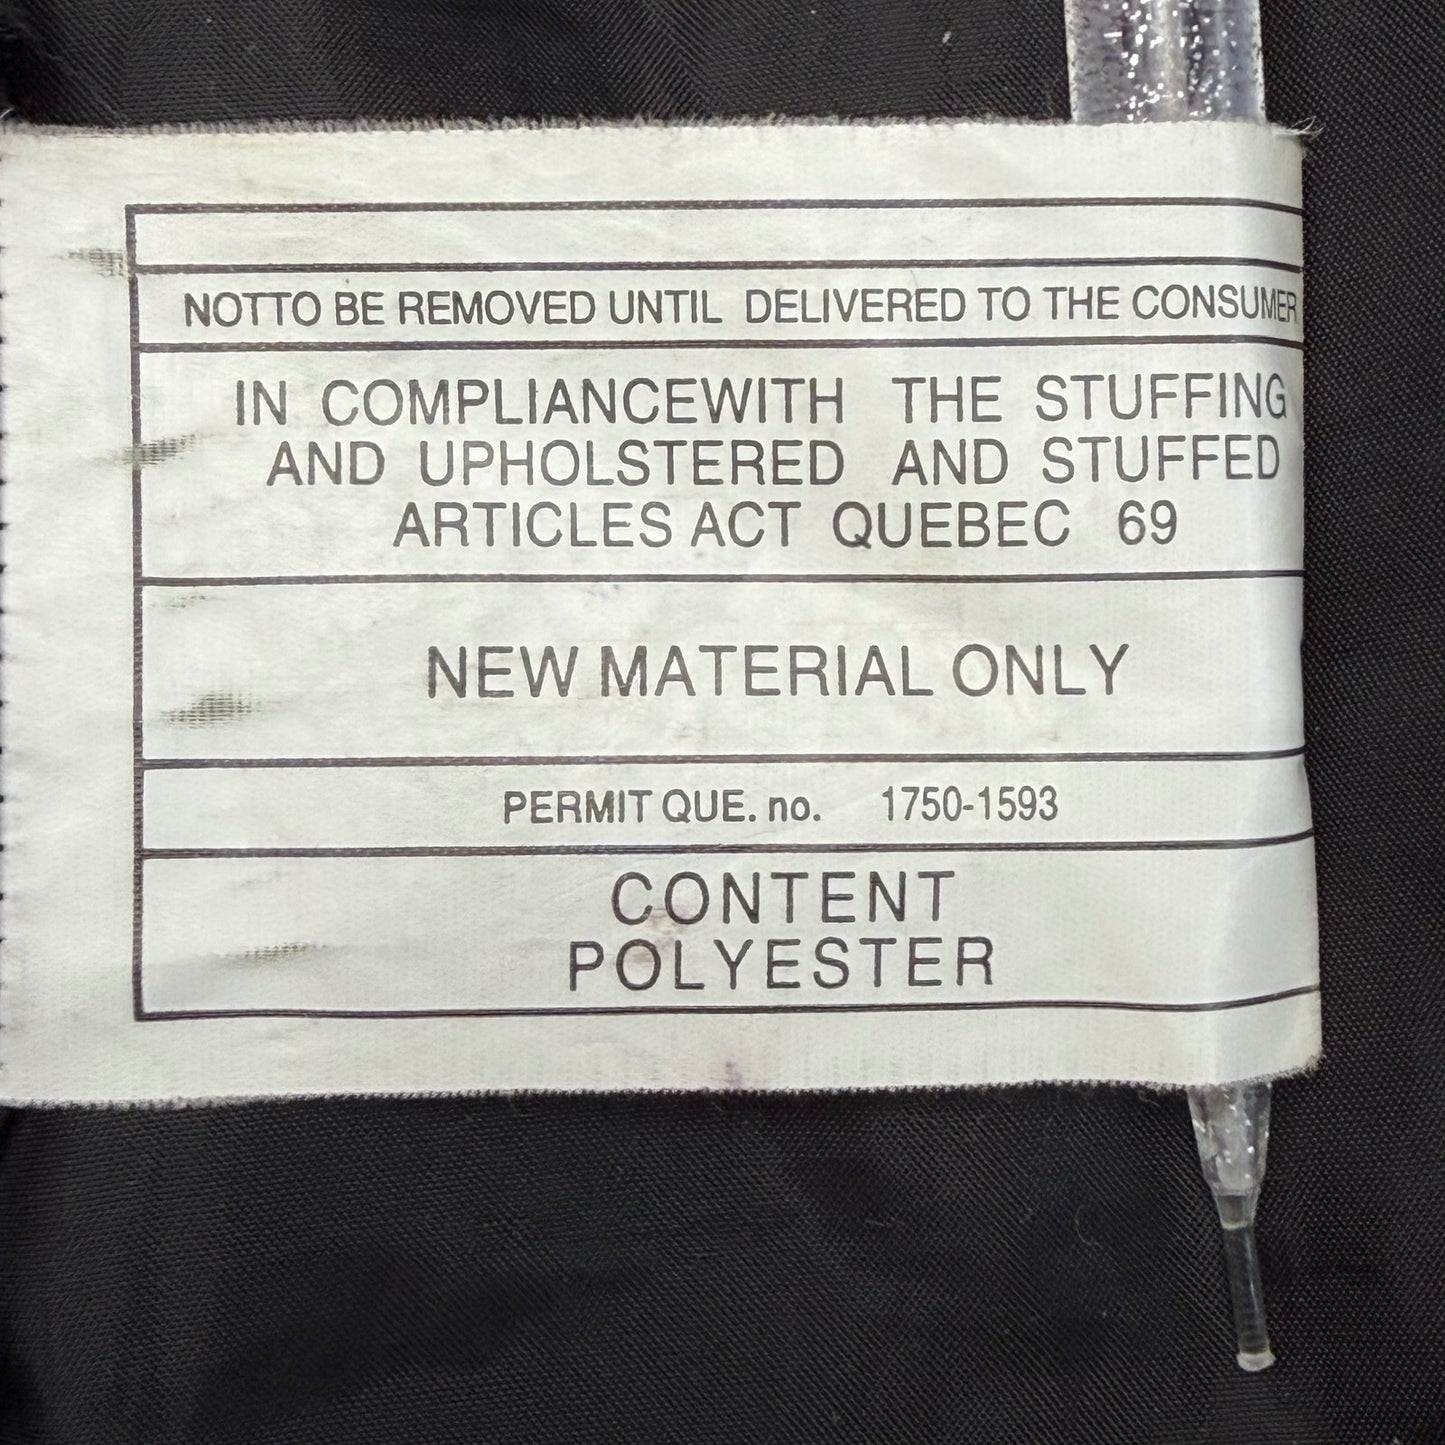 NOTTO BE REMOVED UNTIL DELIVERED TO THE CONSUMER
IN COMPLIANCEWITH THE STUFFING
AND UPHOLSTERED AND STUFFED
ARTICLES ACT QUEBEC 69
NEW MATERIAL ONLY
PERMIT QUE. no. 1750-1593
CONTENT
POLYESTER